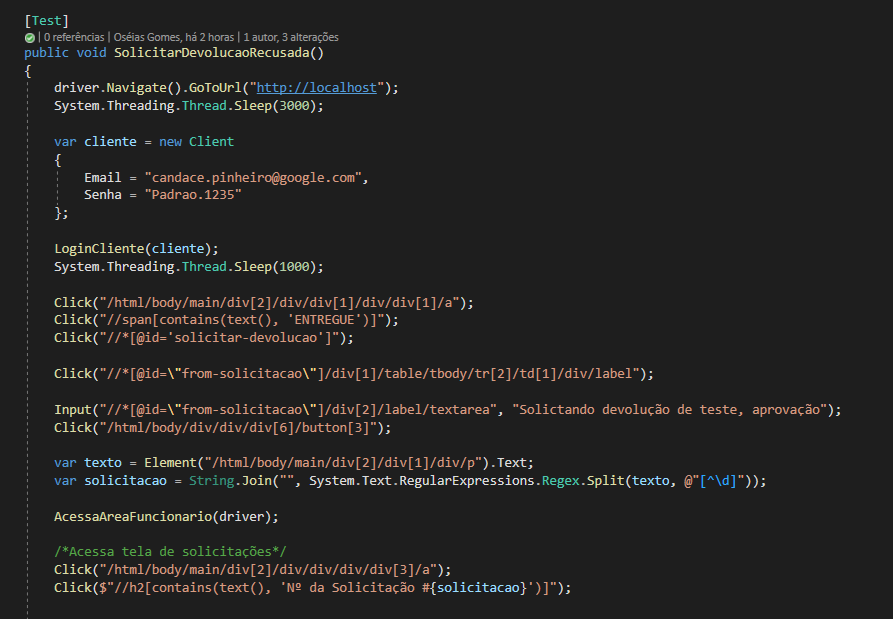 [Test]
| 0 referências | Oséias Gomes, há 2 horas | 1 autor, 3 alterações
public void SolicitarDevolucaoRecusada()
{
driver.Navigate().GoToUrl("http://localhost");
System.Threading.Thread.Sleep(3000);
var cliente = new Client
{
Email = "candace.pinheiro@google.com",
Senha = "Padrao.1235"
};
LoginCliente(cliente);
System.Threading.Thread.Sleep(1000);
Click("/html/body/main/div[2]/div/div[1]/div/div[1]/a");
Click("//span[contains(text(), 'ENTREGUE')]");
Click("//*[@id='solicitar-devolucao']");
Click("//*[@id=\"from-solicitacao\"]/div[1]/table/tbody/tr[2]/td[1]/div/label");
Input("//*[@id=\"from-solicitacao\"]/div[2]/label/textarea", "Solictando devolução de teste, aprovação");
Click("/html/body/div/div/div[6]/button[3]");
var texto = Element("/html/body/main/div[2]/div[1]/div/p").Text;
var solicitacao = String.Join("", System.Text.RegularExpressions.Regex.Split(texto, @"[^\d]"));
AcessaAreaFuncionario(driver);
/*Acessa tela de solicitações*/
Click("/html/body/main/div[2]/div/div/div/div[3]/a");
Click($"//h2[contains(text(), 'Nº da Solicitação #{solicitacao}')]");